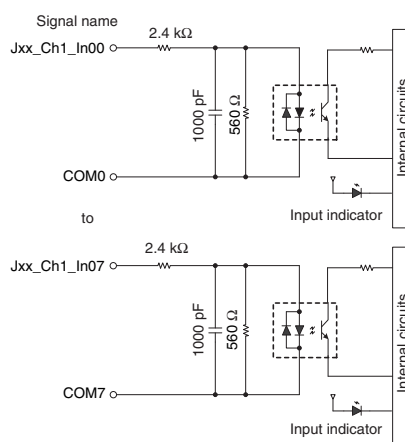 Signal name
Jxx_Ch1_In00
2.4 kΩ
1000 pF
560 Ω
Internal circuits
COM0
Input indicator
to
Jxx_Ch1_In07
2.4 kΩ
1000 pF
560 Ω
Internal circuits
COM7
Input indicator